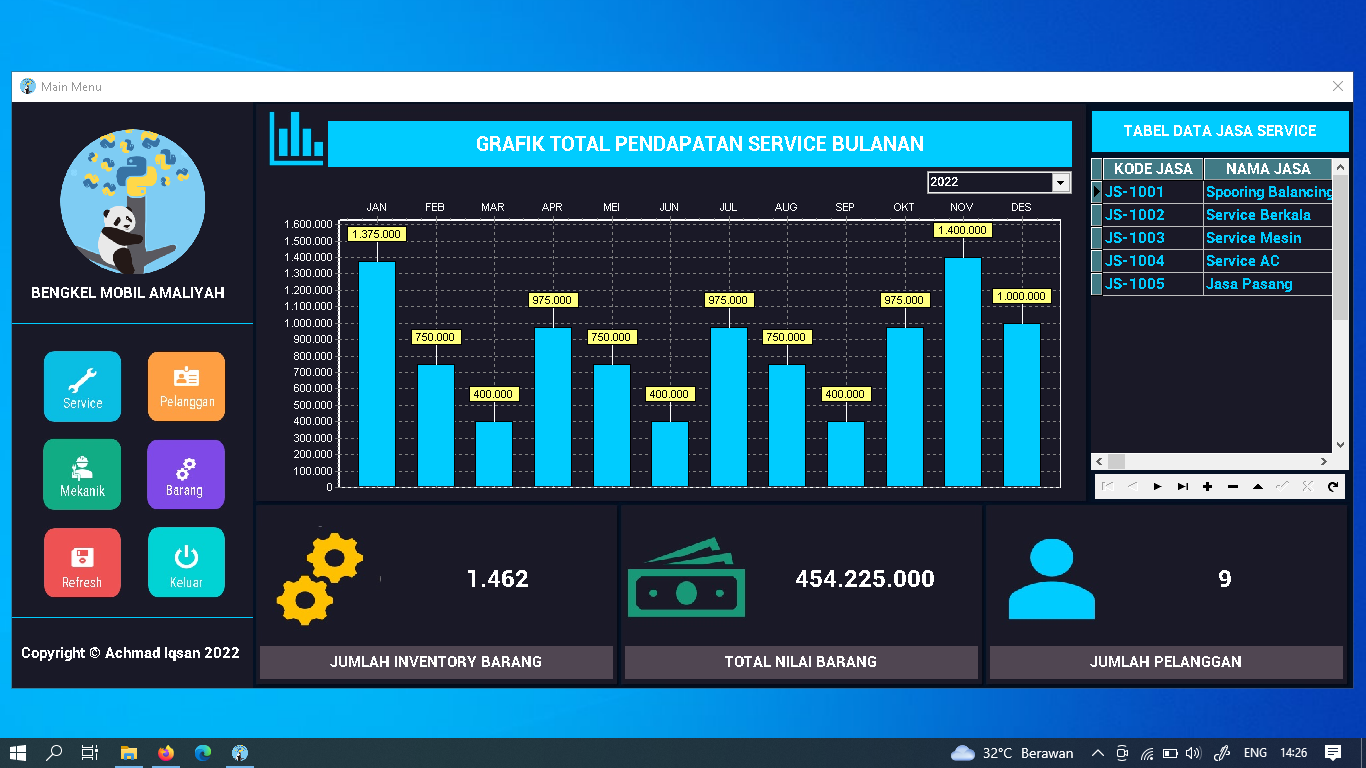 Main Menu
BENGKEL MOBIL AMALIYAH
Service
Pelanggan
Mekanik
Barang
Refresh
Keluar
Copyright © Achmad Iqsan 2022
GRAFIK TOTAL PENDAPATAN SERVICE BULANAN
2022
JAN FEB MAR APR MEI JUN JUL AUG SEP OKT NOV DES
1.600.000
1.500.000
1.400.000
1.300.000
1.200.000
1.100.000
1.000.000
900.000
800.000
700.000
600.000
500.000
400.000
300.000
200.000
100.000
0
1.375.000
750.000
400.000
975.000
750.000
400.000
975.000
750.000
400.000
975.000
1.400.000
1.000.000
TABEL DATA JASA SERVICE
KODE JASA NAMA JASA
JS-1001 Spooring Balancing
JS-1002 Service Berkala
JS-1003 Service Mesin
JS-1004 Service AC
JS-1005 Jasa Pasang
1.462
JUMLAH INVENTORY BARANG
454.225.000
TOTAL NILAI BARANG
9
JUMLAH PELANGGAN
32°C Berawan
ENG
14:26